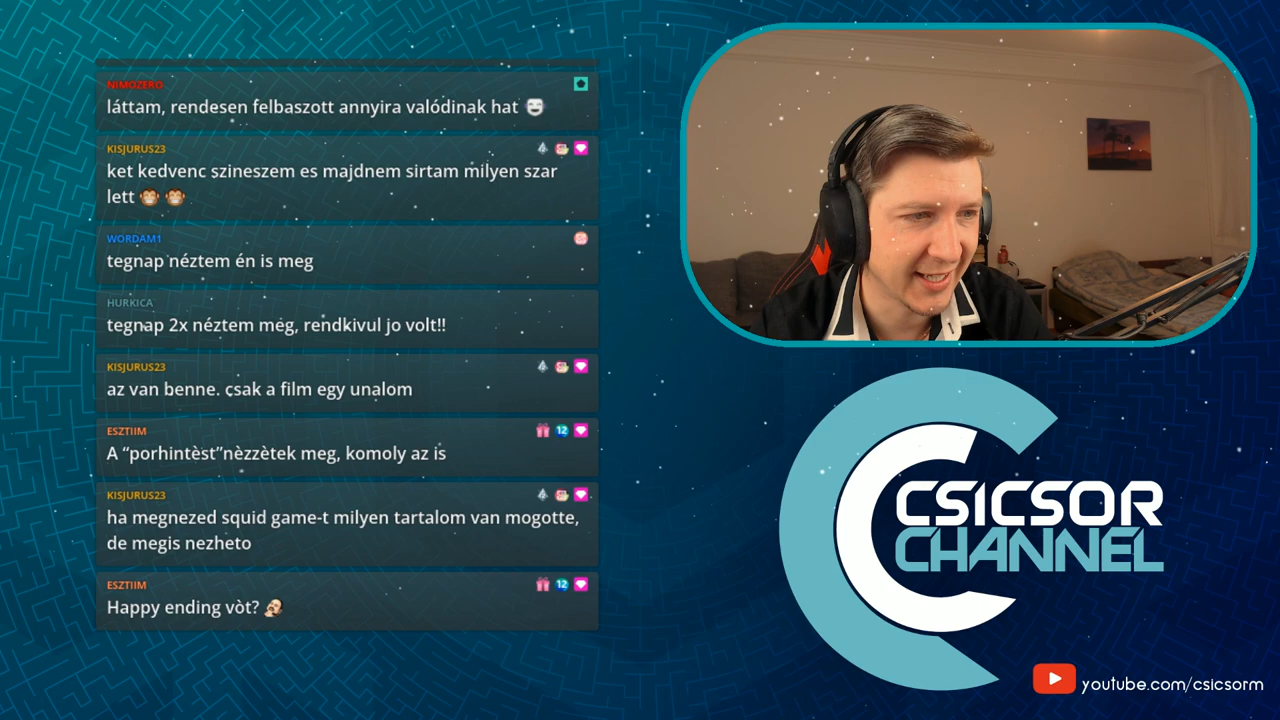 NIMOZERO
láttam, rendesen felbaszott annyira valódinak hat
KISJURUS23
ket kedvenc szineszem es majdnem sirtam milyen szar
lett
WORDAM1
tegnap néztem én is meg
HURKICA
tegnap 2x néztem meg, rendkivul jo volt!!
KISJURUS23
az van benne. csak a film egy unalom
ESZTIIM
12
A “porhintèst”nèzzètek meg, komoly az is
KISJURUS23
ha megnezed squid game-t milyen tartalom van mogotte,
de megis nezheto
ESZTIIM
12
Happy ending vòt?
CSICSOR
CHANNEL
youtube.com/csicsorm